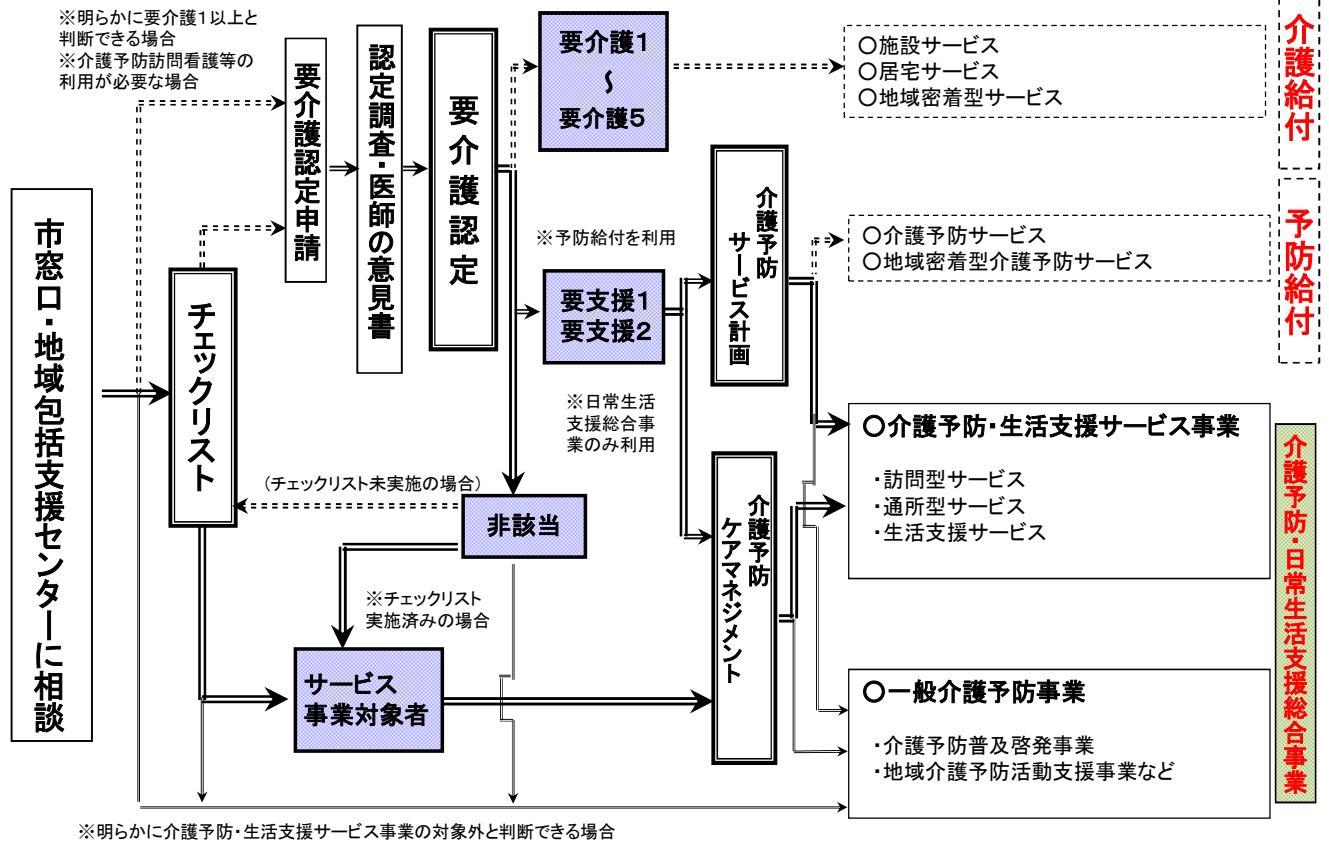 ※明らかに要介護1以上と
判断できる場合
※介護予防訪問看護等の
利用が必要な場合
市窓口・地域包括支援センターに相談
チェックリスト
要介護認定申請
認定調査・医師の意見書
要介護認定
要介護1
〜
要介護5
○施設サービス
○居宅サービス
○地域密着型サービス
介護給付
※予防給付を利用
要支援1
要支援2
※日常生活
支援総合事
業のみ利用
介護予防
サービス計画
○介護予防サービス
○地域密着型介護予防サービス
予防給付
(チェックリスト未実施の場合)
非該当
※チェックリスト
実施済みの場合
サービス
事業対象者
介護予防
ケアマネジメント
○介護予防・生活支援サービス事業
・訪問型サービス
・通所型サービス
・生活支援サービス
○一般介護予防事業
・介護予防普及啓発事業
・地域介護予防活動支援事業など
介護予防・日常生活支援総合事業
※明らかに介護予防・生活支援サービス事業の対象外と判断できる場合